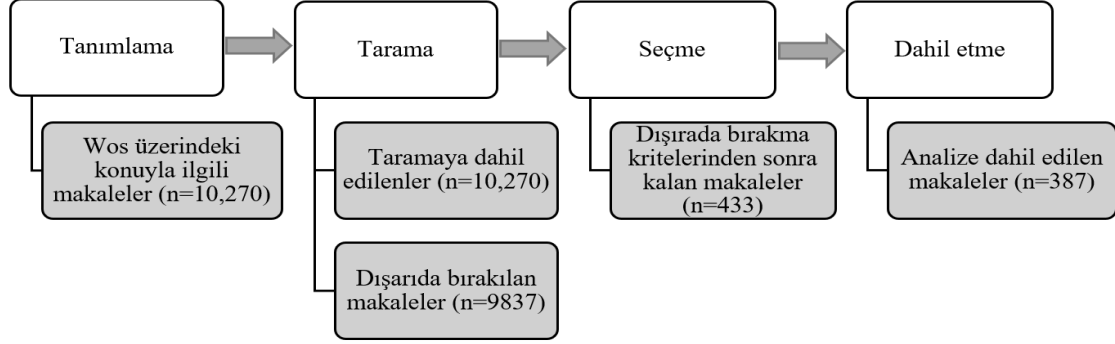 Tanımlama
Wos üzerindeki
konuyla ilgili
makaleler (n=10,270)
Tarama
Taramaya dahil
edilenler (n=10,270)
Dışarıda bırakılan
makaleler (n=9837)
Seçme
Dışırada bırakma
kritelerinden sonra
kalan makaleler
(n=433)
Dahil etme
Analize dahil edilen
makaleler (n=387)